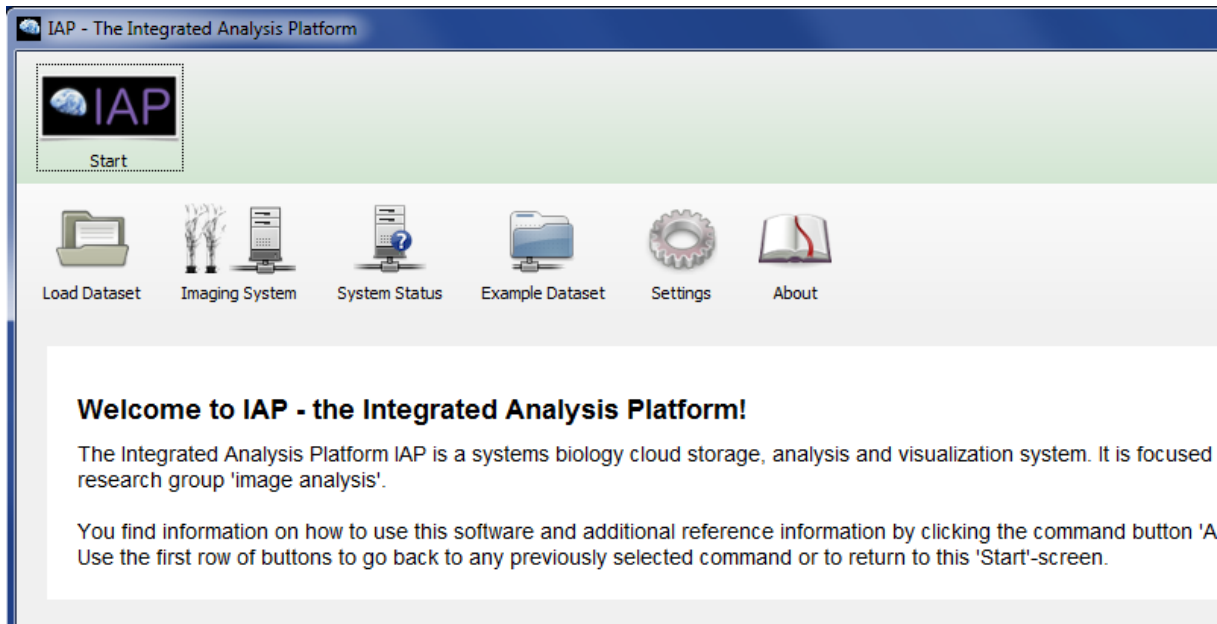 IAP - The Integrated Analysis Platform
IAP
Start
Load Dataset
Imaging System
System Status
Example Dataset
Settings
About
Welcome to IAP - the Integrated Analysis Platform!
The Integrated Analysis Platform IAP is a systems biology cloud storage, analysis and visualization system. It is focused
research group 'image analysis'.
You find information on how to use this software and additional reference information by clicking the command button 'A
Use the first row of buttons to go back to any previously selected command or to return to this 'Start'-screen.